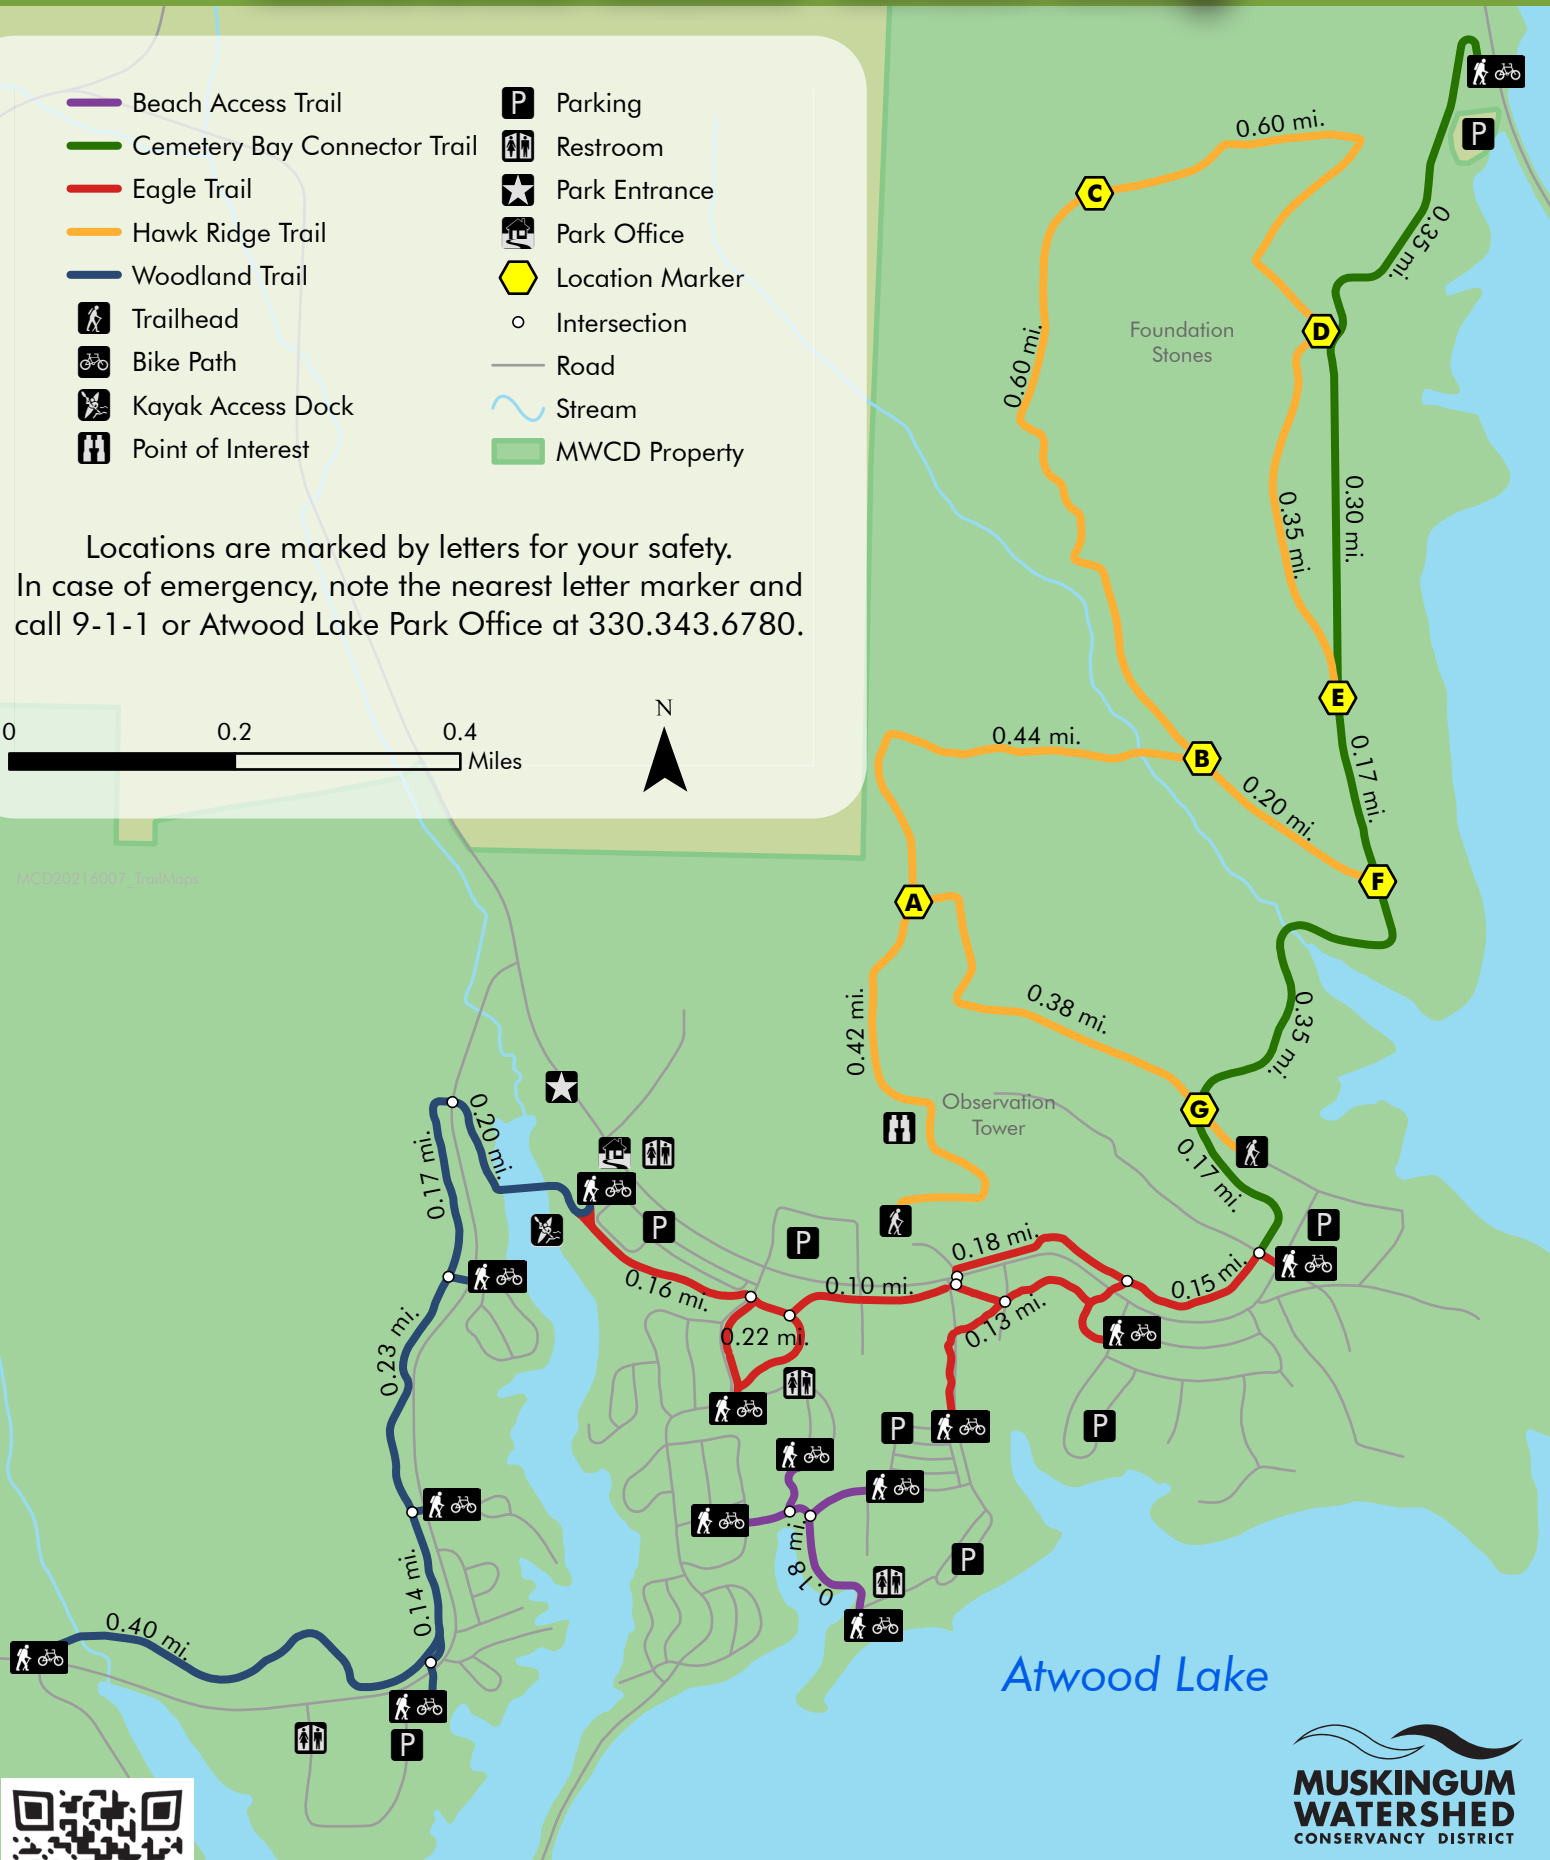 Beach Access Trail
Cemetery Bay Connector Trail
Eagle Trail
Hawk Ridge Trail
Woodland Trail
Trailhead
Bike Path
Kayak Access Dock
Point of Interest
P Parking
Restroom
Park Entrance
Park Office
Location Marker
Intersection
Road
Stream
MWCD Property
Locations are marked by letters for your safety.
In case of emergency, note the nearest letter marker and
call 9-1-1 or Atwood Lake Park Office at 330.343.6780.
0 0.2 0.4
Miles
N
MCD20216007_TrailMaps
P
0.60 mi.
C
0.35 mi.
D
Foundation
Stones
0.60 mi.
0.30 mi.
0.35 mi.
E
0.44 mi.
B
0.17 mi.
0.20 mi.
F
A
0.38 mi.
0.42 mi.
0.35 mi.
Observation
Tower
G
0.17 mi.
0.20 mi.
0.17 mi.
P
P
P
0.18 mi.
0.16 mi.
0.10 mi.
0.15 mi.
0.22 mi.
0.13 mi.
0.23 mi.
P
P
0.18 mi.
P
0.14 mi.
0.40 mi.
P
Atwood Lake
MUSKINGUM
WATERSHED
CONSERVANCY DISTRICT